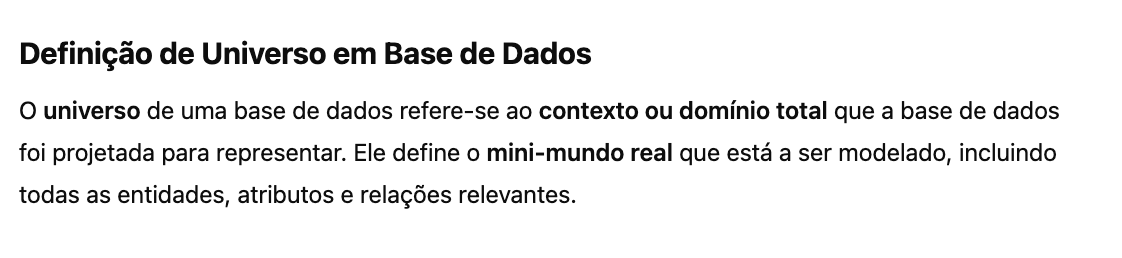 Definição de Universo em Base de Dados
O universo de uma base de dados refere-se ao contexto ou domínio total que a base de dados
foi projetada para representar. Ele define o mini-mundo real que está a ser modelado, incluindo
todas as entidades, atributos e relações relevantes.